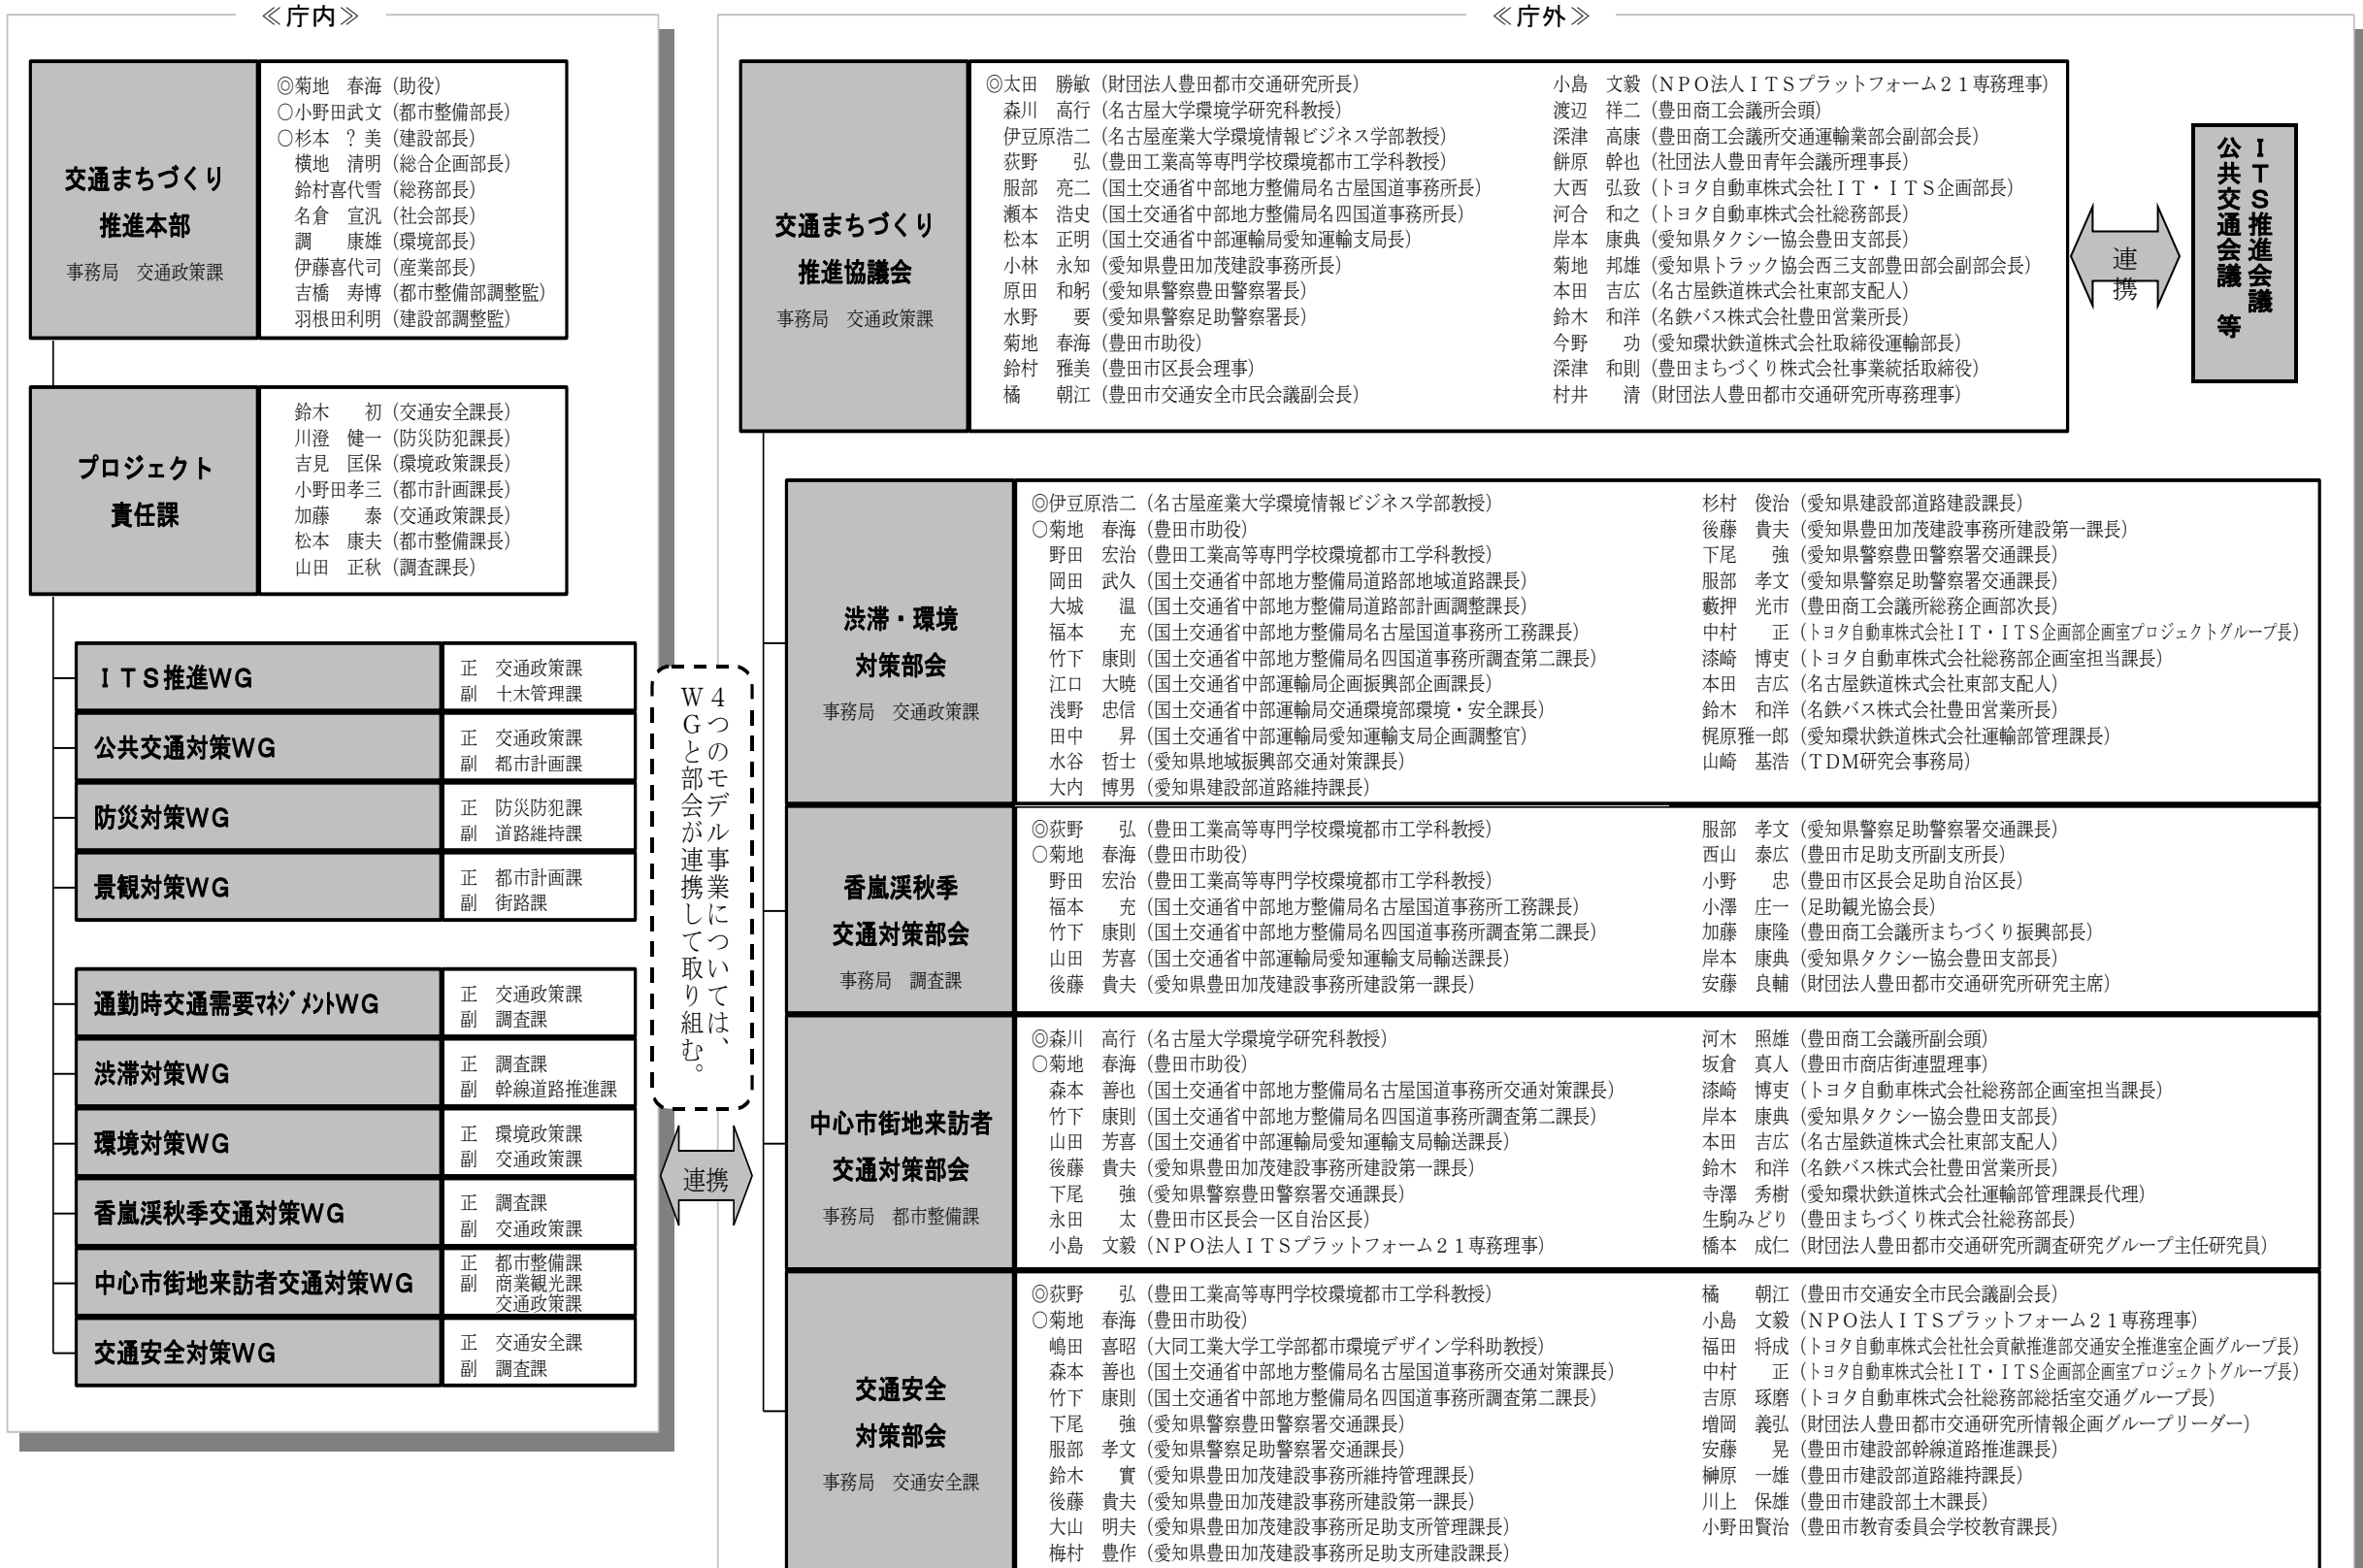 ≪庁内≫
交通まちづくり
推進本部
事務局　交通政策課
◎菊地　春海（助役）
○小野田武文（都市整備部長）
○杉本　？美（建設部長）
横地　清明（総合企画部長）
鈴村喜代雪（総務部長）
名倉　宣汎（社会部長）
調　　康雄（環境部長）
伊藤喜代司（産業部長）
吉橋　寿博（都市整備部調整監）
羽根田利明（建設部調整監）
プロジェクト
責任課
鈴木　　初（交通安全課長）
川澄　健一（防災防犯課長）
吉見　匡保（環境政策課長）
小野田孝三（都市計画課長）
加藤　　泰（交通政策課長）
松本　康夫（都市整備課長）
山田　正秋（調査課長）
ＩＴＳ推進WG
正　交通政策課
副　土木管理課
公共交通対策WG
正　交通政策課
副　都市計画課
防災対策WG
正　防災防犯課
副　道路維持課
景観対策WG
正　都市計画課
副　街路課
通勤時交通需要ﾏﾈｼﾞﾒﾝﾄWG
正　交通政策課
副　調査課
渋滞対策WG
正　調査課
副　幹線道路推進課
環境対策WG
正　環境政策課
副　交通政策課
香嵐渓秋季交通対策WG
正　調査課
副　交通政策課
中心市街地来訪者交通対策WG
正　都市整備課
副　商業観光課
交通政策課
交通安全対策WG
正　交通安全課
副　調査課
４つのモデル事業については、
ＷＧと部会が連携して取り組む。
連携
≪庁外≫
交通まちづくり
推進協議会
事務局　交通政策課
◎太田　勝敏（財団法人豊田都市交通研究所長）
森川　高行（名古屋大学環境学研究科教授）
伊豆原浩二（名古屋産業大学環境情報ビジネス学部教授）
荻野　　弘（豊田工業高等専門学校環境都市工学科教授）
服部　亮二（国土交通省中部地方整備局名古屋国道事務所長）
瀬本　浩史（国土交通省中部地方整備局名四国道事務所長）
松本　正明（国土交通省中部運輸局愛知運輸支局長）
小林　永知（愛知県豊田加茂建設事務所長）
原田　和躬（愛知県警察豊田警察署長）
水野　　要（愛知県警察足助警察署長）
菊地　春海（豊田市助役）
鈴村　雅美（豊田市区長会理事）
橘　　朝江（豊田市交通安全市民会議副会長）
小島　文毅（ＮＰＯ法人ＩＴＳプラットフォーム２１専務理事）
渡辺　祥二（豊田商工会議所会頭）
深津　高康（豊田商工会議所交通運輸業部会副部会長）
餅原　幹也（社団法人豊田青年会議所理事長）
大西　弘致（トヨタ自動車株式会社ＩＴ・ＩＴＳ企画部長）
河合　和之（トヨタ自動車株式会社総務部長）
岸本　康典（愛知県タクシー協会豊田支部長）
菊地　邦雄（愛知県トラック協会西三支部豊田部会副部会長）
本田　吉広（名古屋鉄道株式会社東部支配人）
鈴木　和洋（名鉄バス株式会社豊田営業所長）
今野　　功（愛知環状鉄道株式会社取締役運輸部長）
深津　和則（豊田まちづくり株式会社事業統括取締役）
村井　　清（財団法人豊田都市交通研究所専務理事）
連携
ＩＴＳ推進会議
公共交通会議　等
渋滞・環境
対策部会
事務局　交通政策課
◎伊豆原浩二（名古屋産業大学環境情報ビジネス学部教授）
○菊地　春海（豊田市助役）
野田　宏治（豊田工業高等専門学校環境都市工学科教授）
岡田　武久（国土交通省中部地方整備局道路部地域道路課長）
大城　　温（国土交通省中部地方整備局道路部計画調整課長）
福本　　充（国土交通省中部地方整備局名古屋国道事務所工務課長）
竹下　康則（国土交通省中部地方整備局名四国道事務所調査第二課長）
江口　大暁（国土交通省中部運輸局企画振興部企画課長）
浅野　忠信（国土交通省中部運輸局交通環境部環境・安全課長）
田中　　昇（国土交通省中部運輸局愛知運輸支局企画調整官）
水谷　哲士（愛知県地域振興部交通対策課長）
大内　博男（愛知県建設部道路維持課長）
杉村　俊治（愛知県建設部道路建設課長）
後藤　貴夫（愛知県豊田加茂建設事務所建設第一課長）
下尾　　強（愛知県警察豊田警察署交通課長）
服部　孝文（愛知県警察足助警察署交通課長）
藪押　光市（豊田商工会議所総務企画部次長）
中村　　正（トヨタ自動車株式会社ＩＴ・ＩＴＳ企画部企画室プロジェクトグループ長）
漆崎　博吏（トヨタ自動車株式会社総務部企画室担当課長）
本田　吉広（名古屋鉄道株式会社東部支配人）
鈴木　和洋（名鉄バス株式会社豊田営業所長）
梶原雅一郎（愛知環状鉄道株式会社運輸部管理課長）
山崎　基浩（ＴＤＭ研究会事務局）
香嵐渓秋季
交通対策部会
事務局　調査課
◎荻野　　弘（豊田工業高等専門学校環境都市工学科教授）
○菊地　春海（豊田市助役）
野田　宏治（豊田工業高等専門学校環境都市工学科教授）
福本　　充（国土交通省中部地方整備局名古屋国道事務所工務課長）
竹下　康則（国土交通省中部地方整備局名四国道事務所調査第二課長）
山田　芳喜（国土交通省中部運輸局愛知運輸支局輸送課長）
後藤　貴夫（愛知県豊田加茂建設事務所建設第一課長）
服部　孝文（愛知県警察足助警察署交通課長）
西山　泰広（豊田市足助支所副支所長）
小野　　忠（豊田市区長会足助自治区長）
小澤　庄一（足助観光協会長）
加藤　康隆（豊田商工会議所まちづくり振興部長）
岸本　康典（愛知県タクシー協会豊田支部長）
安藤　良輔（財団法人豊田都市交通研究所研究主席）
中心市街地来訪者
交通対策部会
事務局　都市整備課
◎森川　高行（名古屋大学環境学研究科教授）
○菊地　春海（豊田市助役）
森本　善也（国土交通省中部地方整備局名古屋国道事務所交通対策課長）
竹下　康則（国土交通省中部地方整備局名四国道事務所調査第二課長）
山田　芳喜（国土交通省中部運輸局愛知運輸支局輸送課長）
後藤　貴夫（愛知県豊田加茂建設事務所建設第一課長）
下尾　　強（愛知県警察豊田警察署交通課長）
永田　　太（豊田市区長会一区自治区長）
小島　文毅（ＮＰＯ法人ＩＴＳプラットフォーム２１専務理事）
河木　照雄（豊田商工会議所副会頭）
坂倉　真人（豊田市商店街連盟理事）
漆崎　博吏（トヨタ自動車株式会社総務部企画室担当課長）
岸本　康典（愛知県タクシー協会豊田支部長）
本田　吉広（名古屋鉄道株式会社東部支配人）
鈴木　和洋（名鉄バス株式会社豊田営業所長）
寺澤　秀樹（愛知環状鉄道株式会社運輸部管理課長代理）
生駒みどり（豊田まちづくり株式会社総務部長）
橋本　成仁（財団法人豊田都市交通研究所調査研究グループ主任研究員）
交通安全
対策部会
事務局　交通安全課
◎荻野　　弘（豊田工業高等専門学校環境都市工学科教授）
○菊地　春海（豊田市助役）
嶋田　喜昭（大同工業大学工学部都市環境デザイン学科助教授）
森本　善也（国土交通省中部地方整備局名古屋国道事務所交通対策課長）
竹下　康則（国土交通省中部地方整備局名四国道事務所調査第二課長）
下尾　　強（愛知県警察豊田警察署交通課長）
服部　孝文（愛知県警察足助警察署交通課長）
鈴木　　實（愛知県豊田加茂建設事務所維持管理課長）
後藤　貴夫（愛知県豊田加茂建設事務所建設第一課長）
大山　明夫（愛知県豊田加茂建設事務所足助支所管理課長）
梅村　豊作（愛知県豊田加茂建設事務所足助支所建設課長）
橘　　朝江（豊田市交通安全市民会議副会長）
小島　文毅（ＮＰＯ法人ＩＴＳプラットフォーム２１専務理事）
福田　将成（トヨタ自動車株式会社社会貢献推進部交通安全推進室企画グループ長）
中村　　正（トヨタ自動車株式会社ＩＴ・ＩＴＳ企画部企画室プロジェクトグループ長）
吉原　琢磨（トヨタ自動車株式会社総務部総括室交通グループ長）
増岡　義弘（財団法人豊田都市交通研究所情報企画グループリーダー）
安藤　　晃（豊田市建設部幹線道路推進課長）
榊原　一雄（豊田市建設部道路維持課長）
川上　保雄（豊田市建設部土木課長）
小野田賢治（豊田市教育委員会学校教育課長）